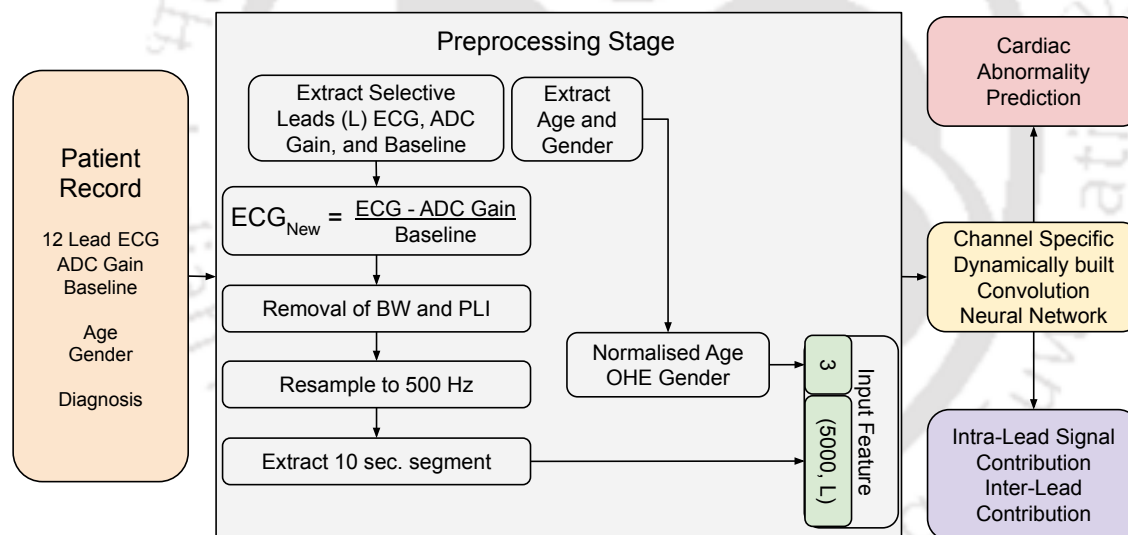 Preprocessing Stage
Patient
Record
12 Lead ECG
ADC Gain
Baseline
Age
Gender
Diagnosis
Extract Selective
Leads (L) ECG, ADC
Gain, and Baseline
Extract
Age and
Gender
ECG_New = ECG - ADC Gain
Baseline
Removal of BW and PLI
Resample to 500 Hz
Extract 10 sec. segment
Normalised Age
OHE Gender
3
(5000, L)
Input Feature
Cardiac
Abnormality
Prediction
Channel Specific
Dynamically built
Convolution
Neural Network
Intra-Lead Signal
Contribution
Inter-Lead
Contribution